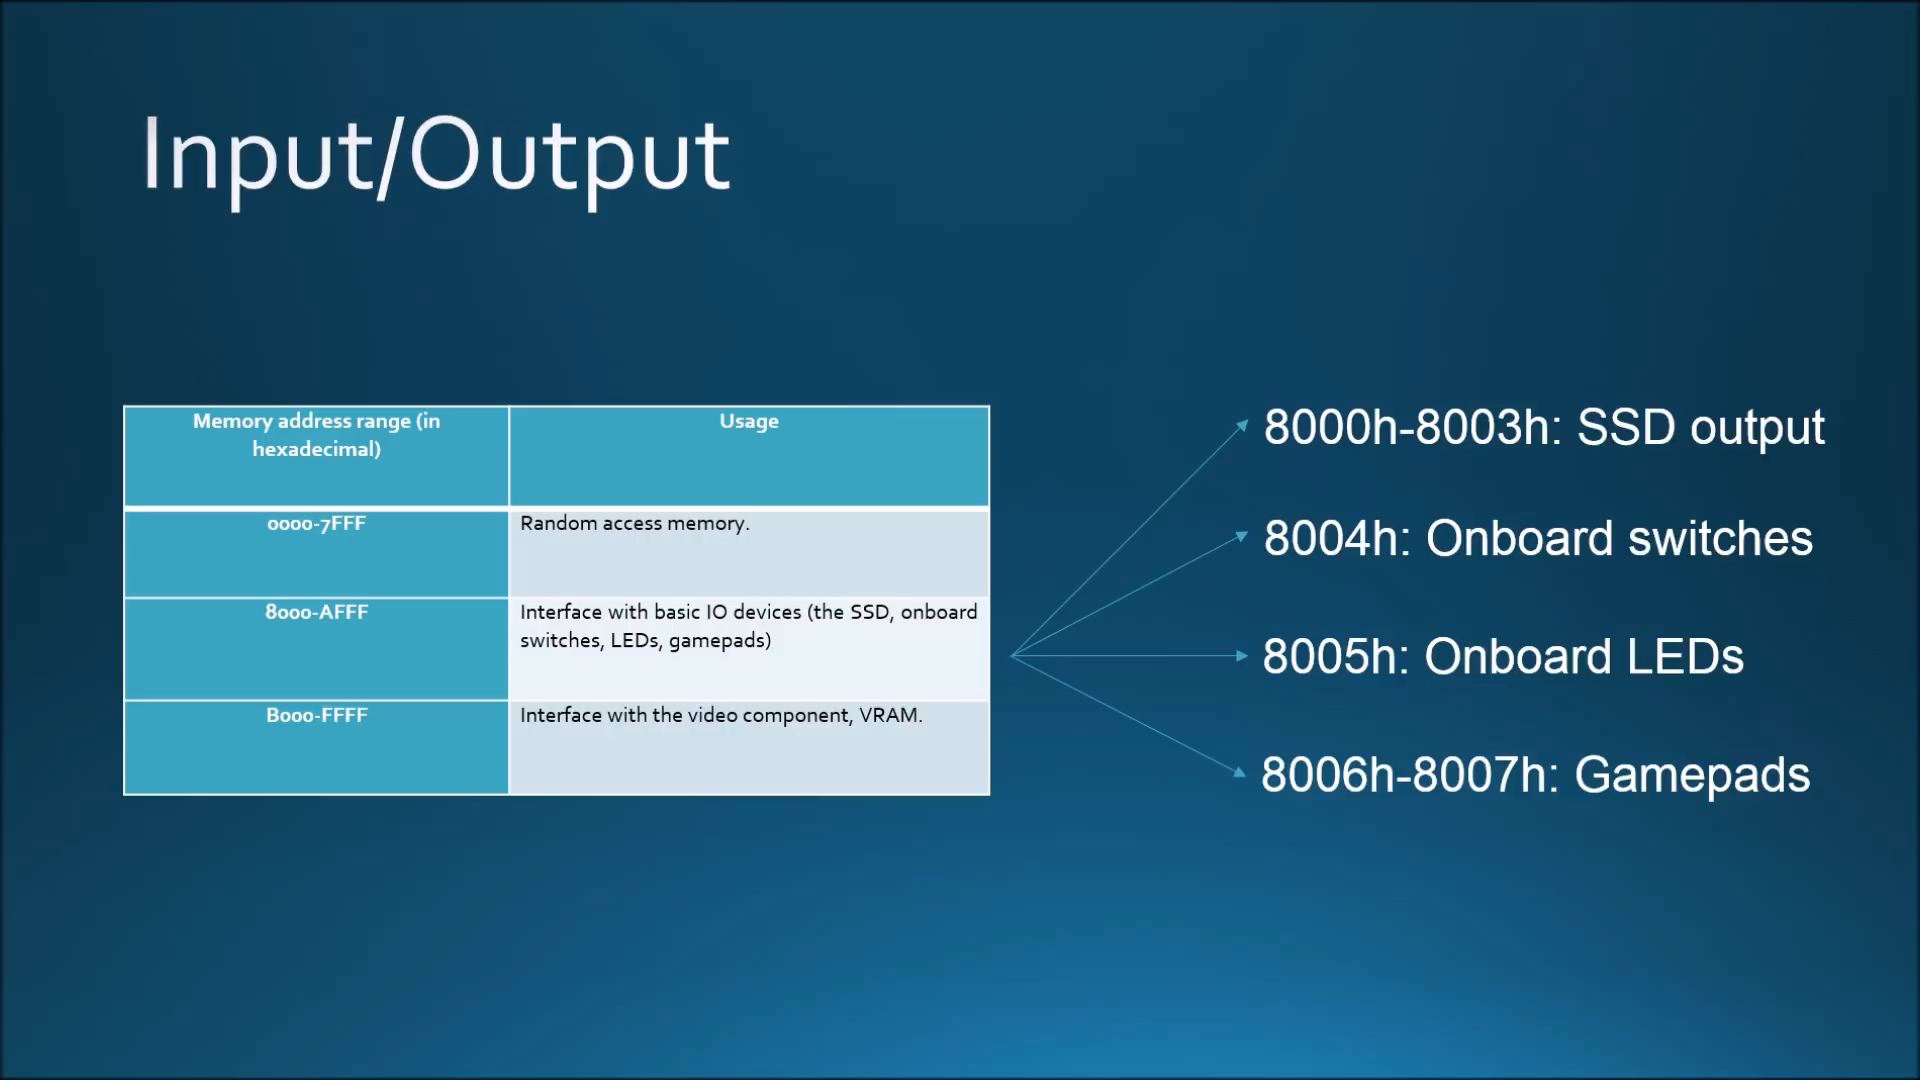 Input/Output
Memory address range (in
hexadecimal)
Usage
0000-7FFF
Random access memory.
8000-AFFF
Interface with basic IO devices (the SSD, onboard
switches, LEDs, gamepads)
B000-FFFF
Interface with the video component, VRAM.
8000h-8003h: SSD output
8004h: Onboard switches
8005h: Onboard LEDs
8006h-8007h: Gamepads